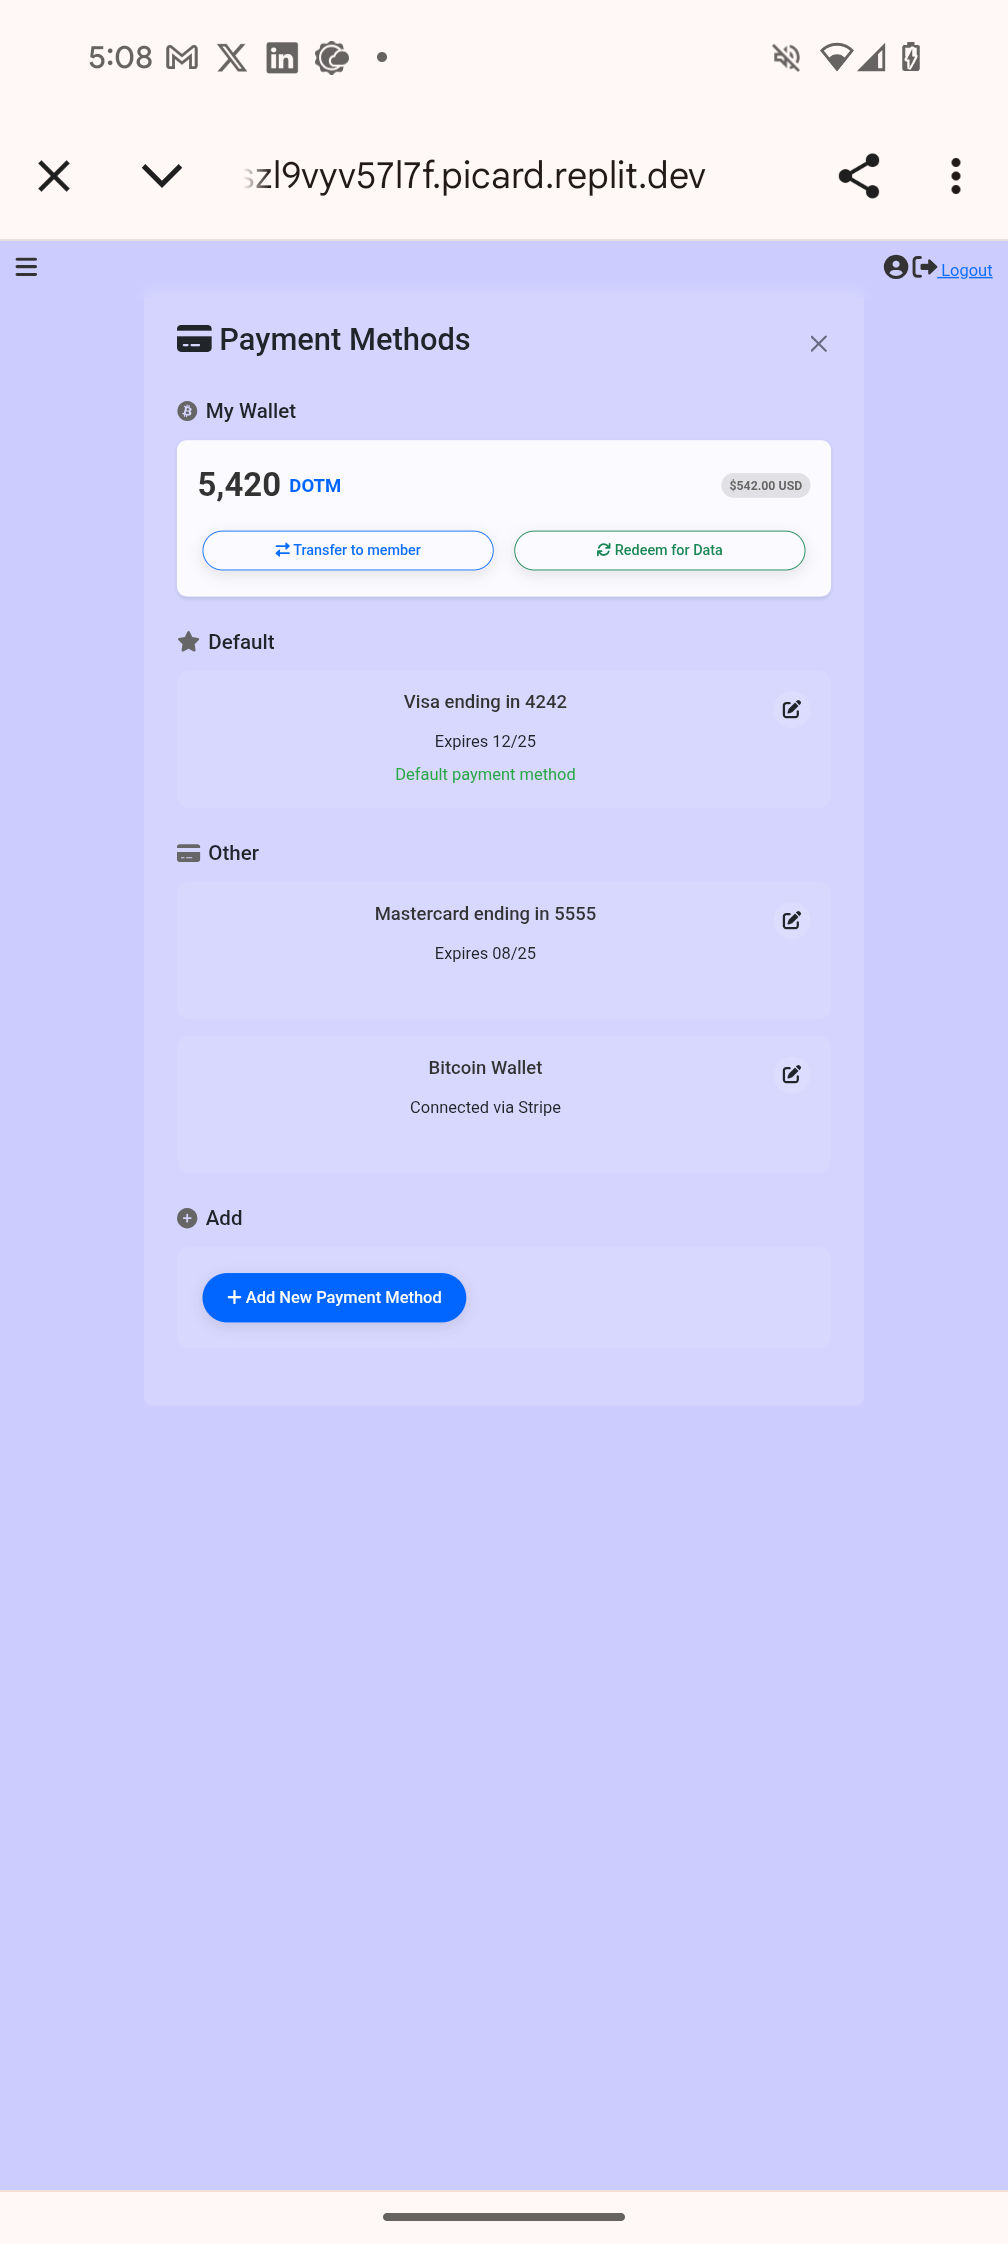 5:08
szl9vyv57l7f.picard.replit.dev
Logout
Payment Methods
My Wallet
5,420 DOTM
$542.00 USD
Transfer to member
Redeem for Data
Default
Visa ending in 4242
Expires 12/25
Default payment method
Other
Mastercard ending in 5555
Expires 08/25
Bitcoin Wallet
Connected via Stripe
Add
+ Add New Payment Method